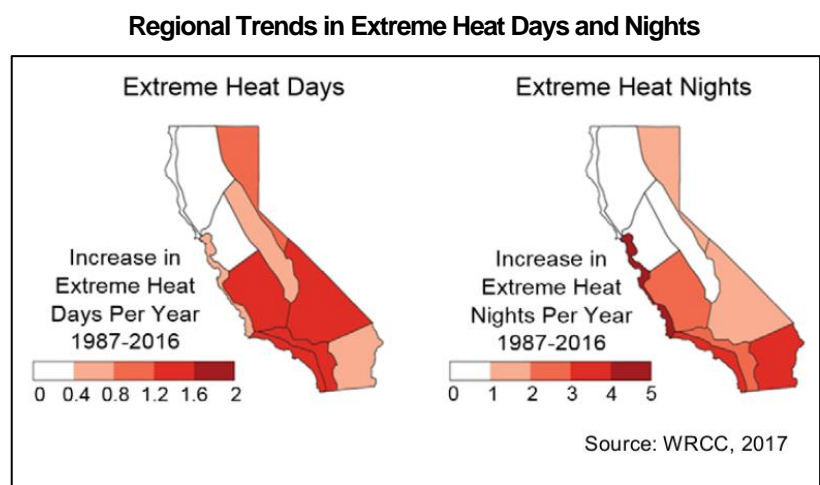 Regional Trends in Extreme Heat Days and Nights
Extreme Heat Days
Increase in
Extreme Heat
Days Per Year
1987-2016
0 0.4 0.8 1.2 1.6 2
Extreme Heat Nights
Increase in
Extreme Heat
Nights Per Year
1987-2016
0 1 2 3 4 5
Source: WRCC, 2017